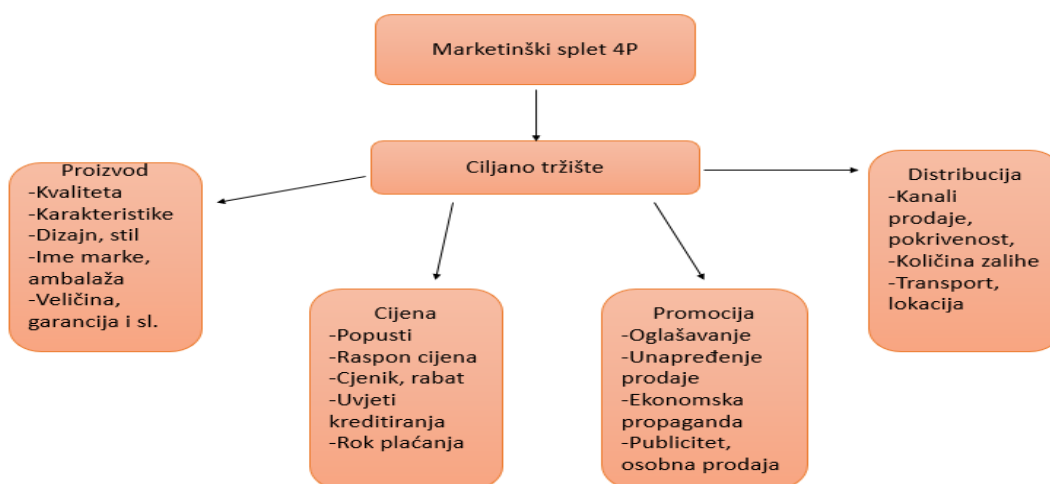 Marketinški splet 4P
Ciljano tržište
Proizvod
-Kvaliteta
-Karakteristike
-Dizajn, stil
-Ime marke,
ambalaža
-Veličina,
garancija i sl.
Cijena
-Popusti
-Raspon cijena
-Cjenik, rabat
-Uvjeti
kreditiranja
-Rok plaćanja
Promocija
-Oglašavanje
-Unapređenje
prodaje
-Ekonomska
propaganda
-Publicitet,
osobna prodaja
Distribucija
-Kanali
prodaje,
pokrivenost,
-Količina zalihe
-Transport,
lokacija